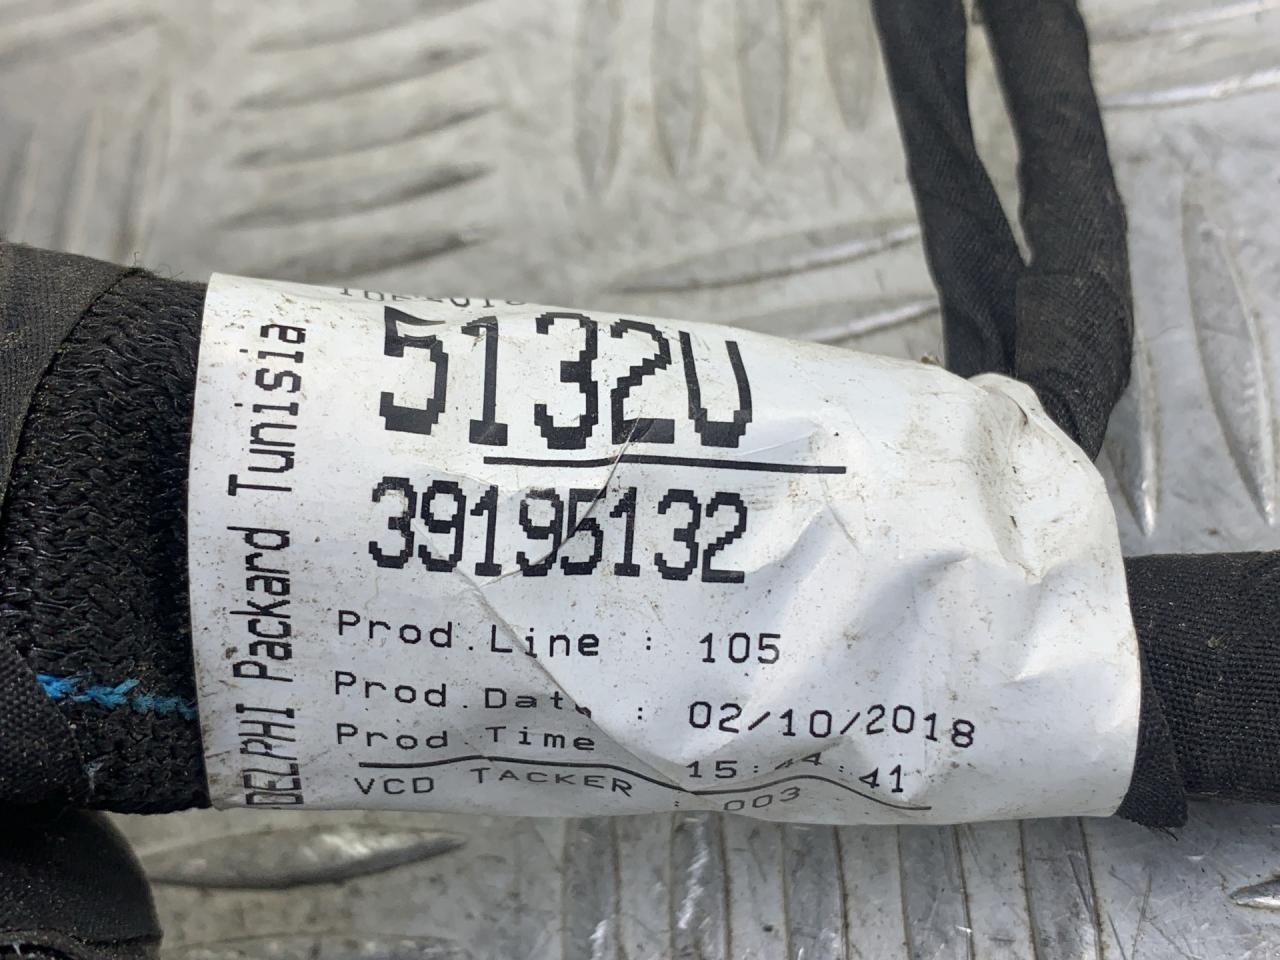 DELPHI Packard Tunisia
5132U
39195132
Prod.Line : 105
Prod.Date : 02/10/2018
Prod Time 15:44:41
VCD TACKER : 003